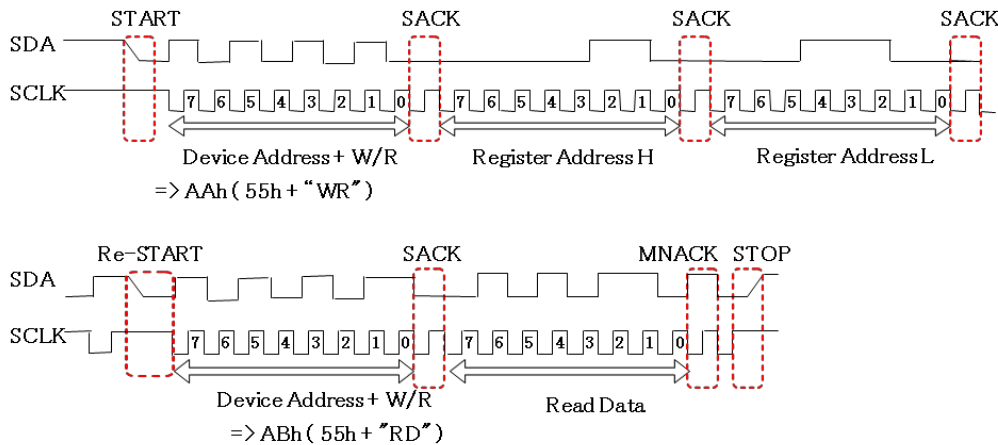 START SACK SACK SACK
SDA
SCLK
7 6 5 4 3 2 1 0 7 6 5 4 3 2 1 0 7 6 5 4 3 2 1 0
Device Address + W/R Register Address H Register Address L
=> AAh ( 55h + “WR”)
Re-START SACK MNACK STOP
SDA
SCLK
7 6 5 4 3 2 1 0 7 6 5 4 3 2 1 0
Device Address + W/R Read Data
=> ABh ( 55h + "RD")